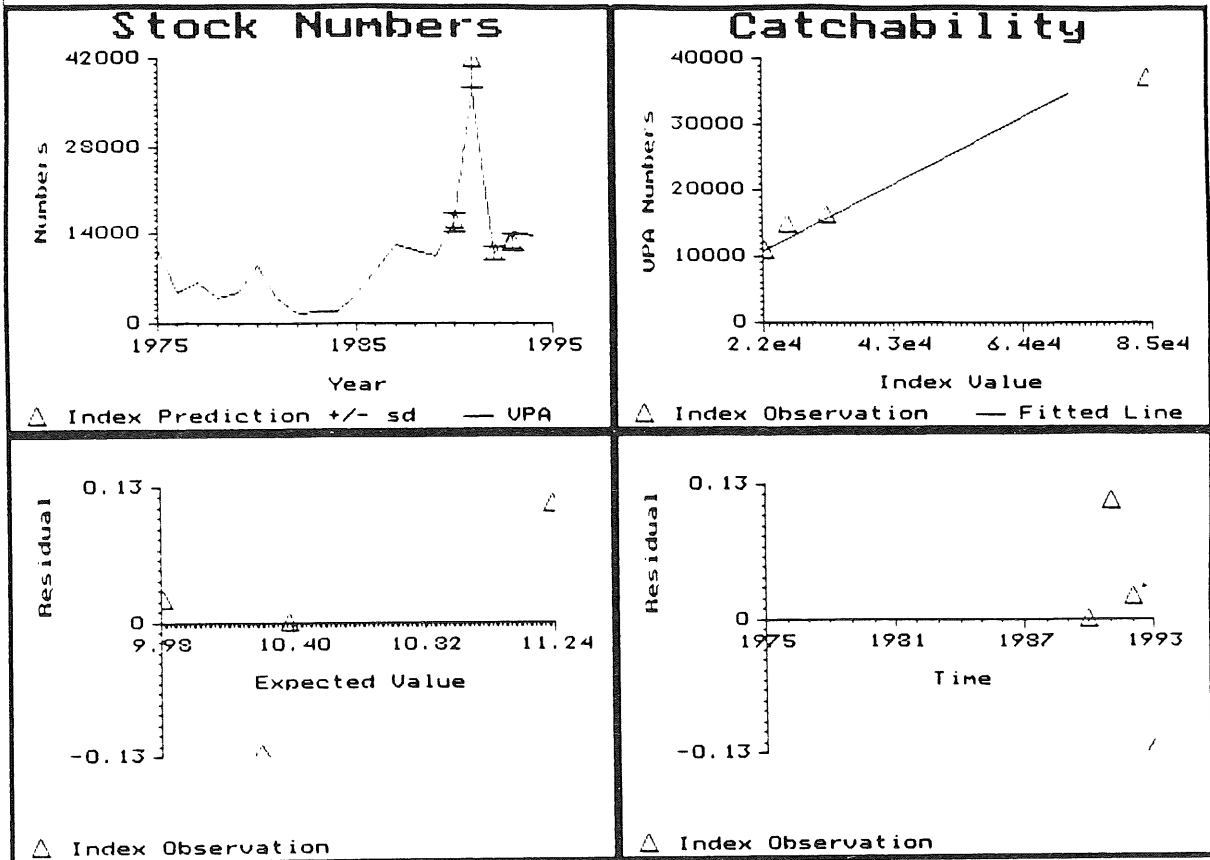 Stock Numbers
42000
28000
14000
0
Numbers
1975 1985 1995
Year
△ Index Prediction +/- sd — VPA
Catchability
40000
30000
20000
10000
0
VPA Numbers
2.2e4 4.3e4 6.4e4 8.5e4
Index Value
△ Index Observation — Fitted Line
0.13
0
-0.13
Residual
9.98 10.40 10.82 11.24
Expected Value
△ Index Observation
0.13
0
-0.13
Residual
1975 1981 1987 1993
Time
△ Index Observation